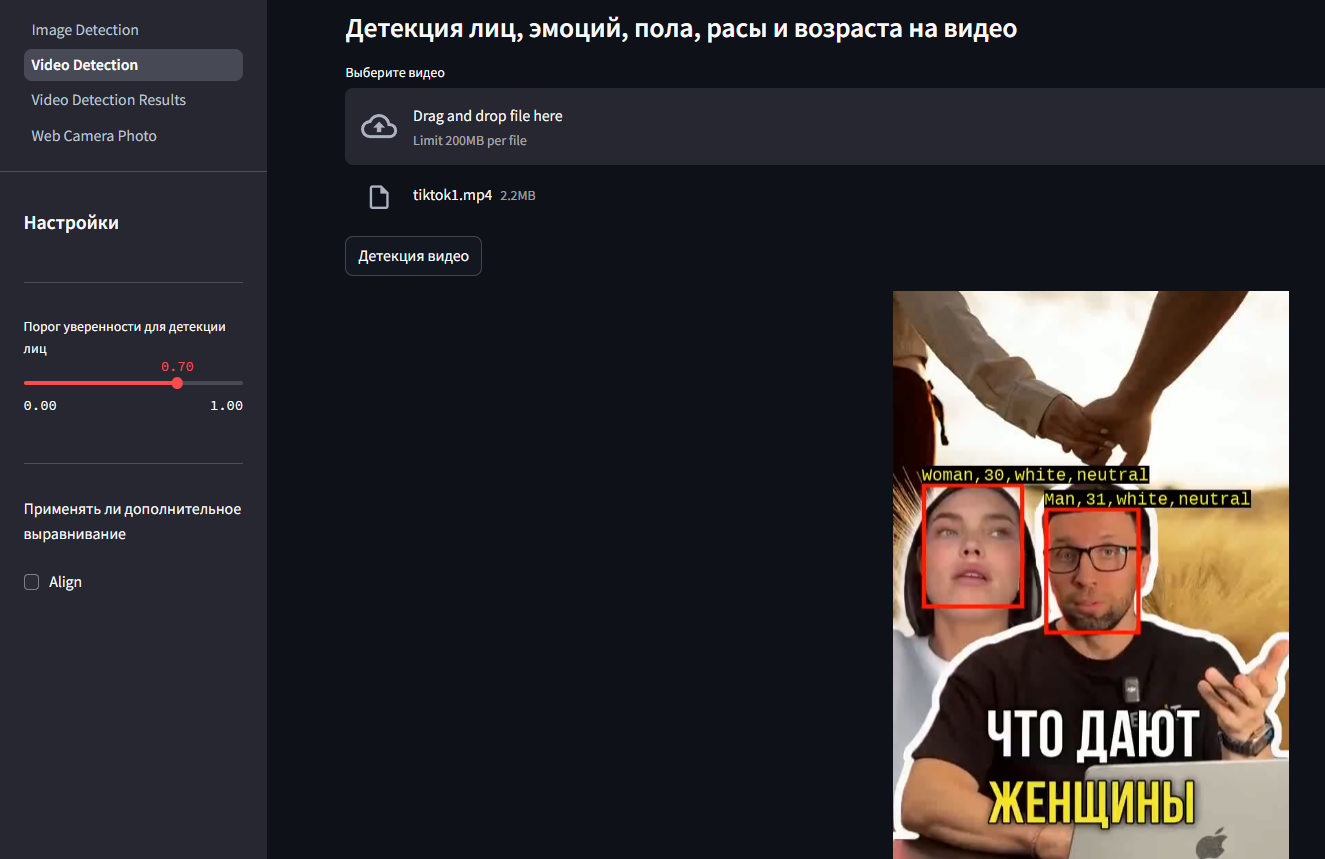 Image Detection
Video Detection
Video Detection Results
Web Camera Photo
Настройки
Порог уверенности для детекции
лиц
0.70
0.00 1.00
Применять ли дополнительное
выравнивание
Align
Детекция лиц, эмоций, пола, расы и возраста на видео
Выберите видео
Drag and drop file here
Limit 200MB per file
tiktok1.mp4 2.2MB
Детекция видео
Woman,30,white,neutral
Man,31,white,neutral
ЧТО ДАЮТ
ЖЕНЩИНЫ